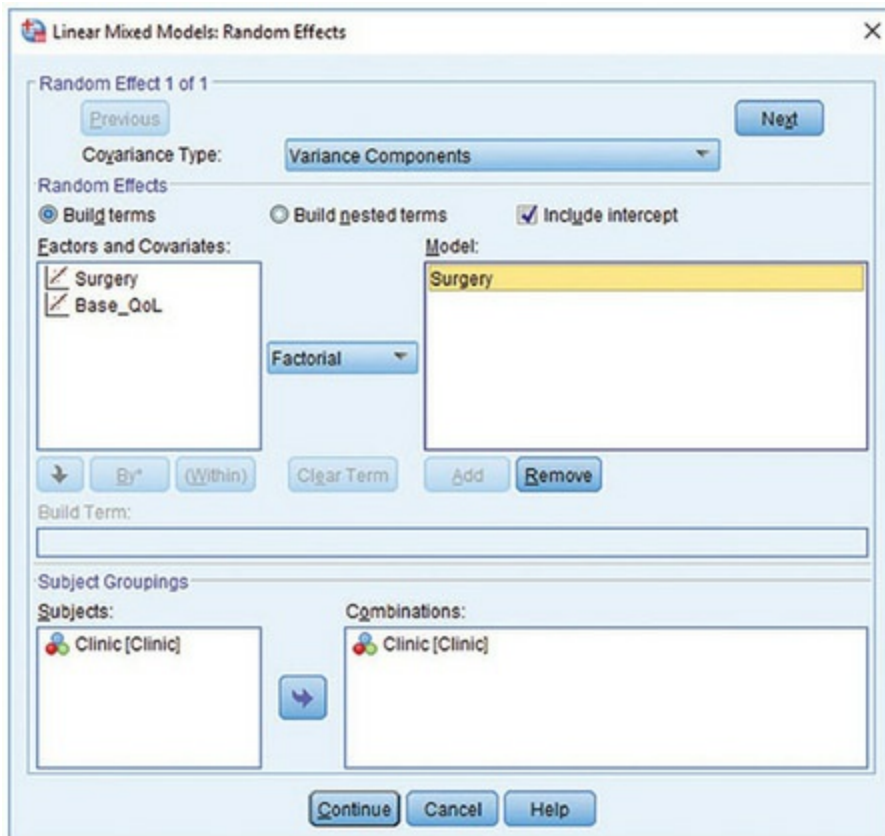 Linear Mixed Models: Random Effects
Random Effect 1 of 1
Previous
Next
Covariance Type:
Variance Components
Random Effects
Build terms
Build nested terms
Include intercept
Factors and Covariates:
Model:
Surgery
Base_QoL
Surgery
Factorial
By*
(Within)
Clear Term
Add
Remove
Build Term:
Subject Groupings
Subjects:
Combinations:
Clinic [Clinic]
Clinic [Clinic]
Continue
Cancel
Help